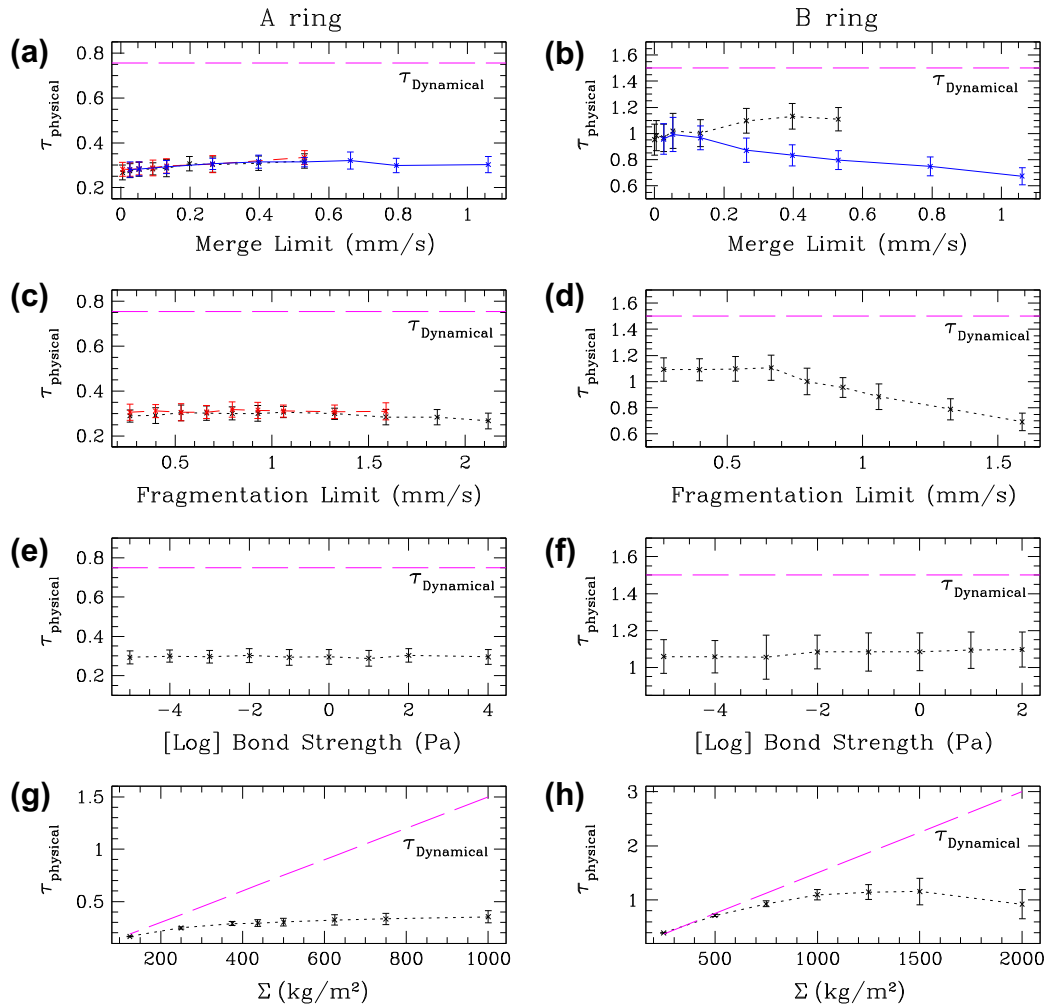 A ring
B ring
(a)
(b)
0.8
0.6
0.4
0.2
τphysical
τDynamical
0
0.2
0.4
0.6
0.8
1
Merge Limit (mm/s)
1.6
1.4
1.2
1
0.8
0.6
τphysical
τDynamical
0
0.2
0.4
0.6
0.8
1
Merge Limit (mm/s)
(c)
(d)
0.8
0.6
0.4
0.2
τphysical
τDynamical
0.5
1
1.5
2
Fragmentation Limit (mm/s)
1.6
1.4
1.2
1
0.8
0.6
τphysical
τDynamical
0.5
1
1.5
Fragmentation Limit (mm/s)
(e)
(f)
0.8
0.6
0.4
0.2
τphysical
τDynamical
−4
−2
0
2
4
[Log] Bond Strength (Pa)
1.6
1.4
1.2
1
τphysical
τDynamical
−4
−2
0
2
[Log] Bond Strength (Pa)
(g)
(h)
1.5
1
0.5
τphysical
τDynamical
200
400
600
800
1000
Σ (kg/m²)
3
2
1
τphysical
τDynamical
500
1000
1500
2000
Σ (kg/m²)